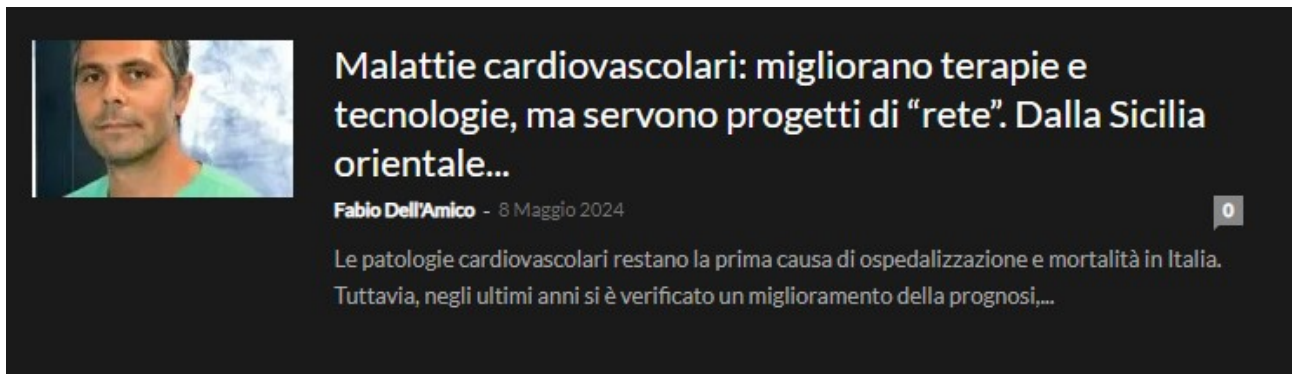 Malattie cardiovascolari: migliorano terapie e
tecnologie, ma servono progetti di “rete”. Dalla Sicilia
orientale...
Fabio Dell'Amico - 8 Maggio 2024
0
Le patologie cardiovascolari restano la prima causa di ospedalizzazione e mortalità in Italia.
Tuttavia, negli ultimi anni si è verificato un miglioramento della prognosi,...